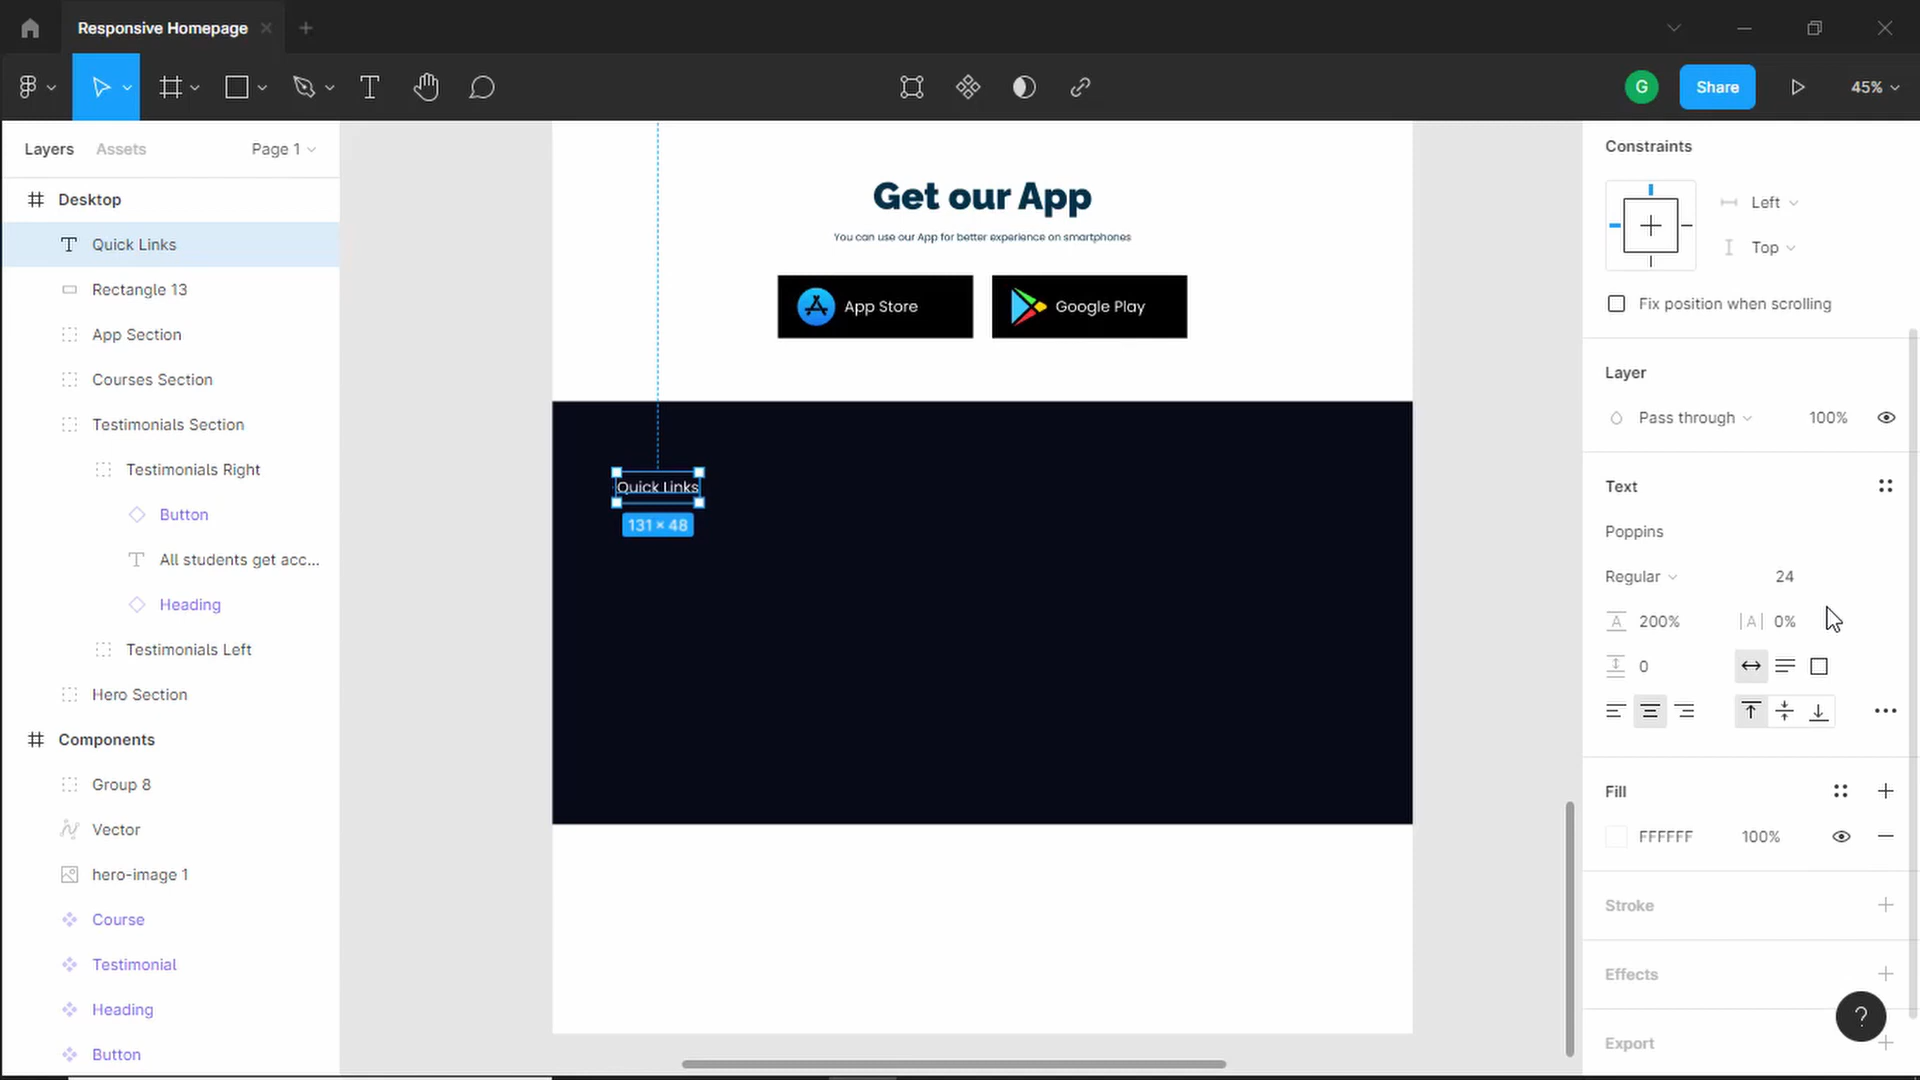 Responsive Homepage
G
Share
45%
Layers
Assets
Page 1
Desktop
Quick Links
Rectangle 13
App Section
Courses Section
Testimonials Section
Testimonials Right
Button
All students get acc...
Heading
Testimonials Left
Hero Section
Components
Group 8
Vector
hero-image 1
Course
Testimonial
Heading
Button
Get our App
You can use our App for better experience on smartphones
App Store
Google Play
Quick Links
131 × 48
Constraints
Left
Top
Fix position when scrolling
Layer
Pass through
100%
Text
Poppins
Regular
24
200%
0%
0
Fill
FFFFFF
100%
Stroke
Effects
Export
?